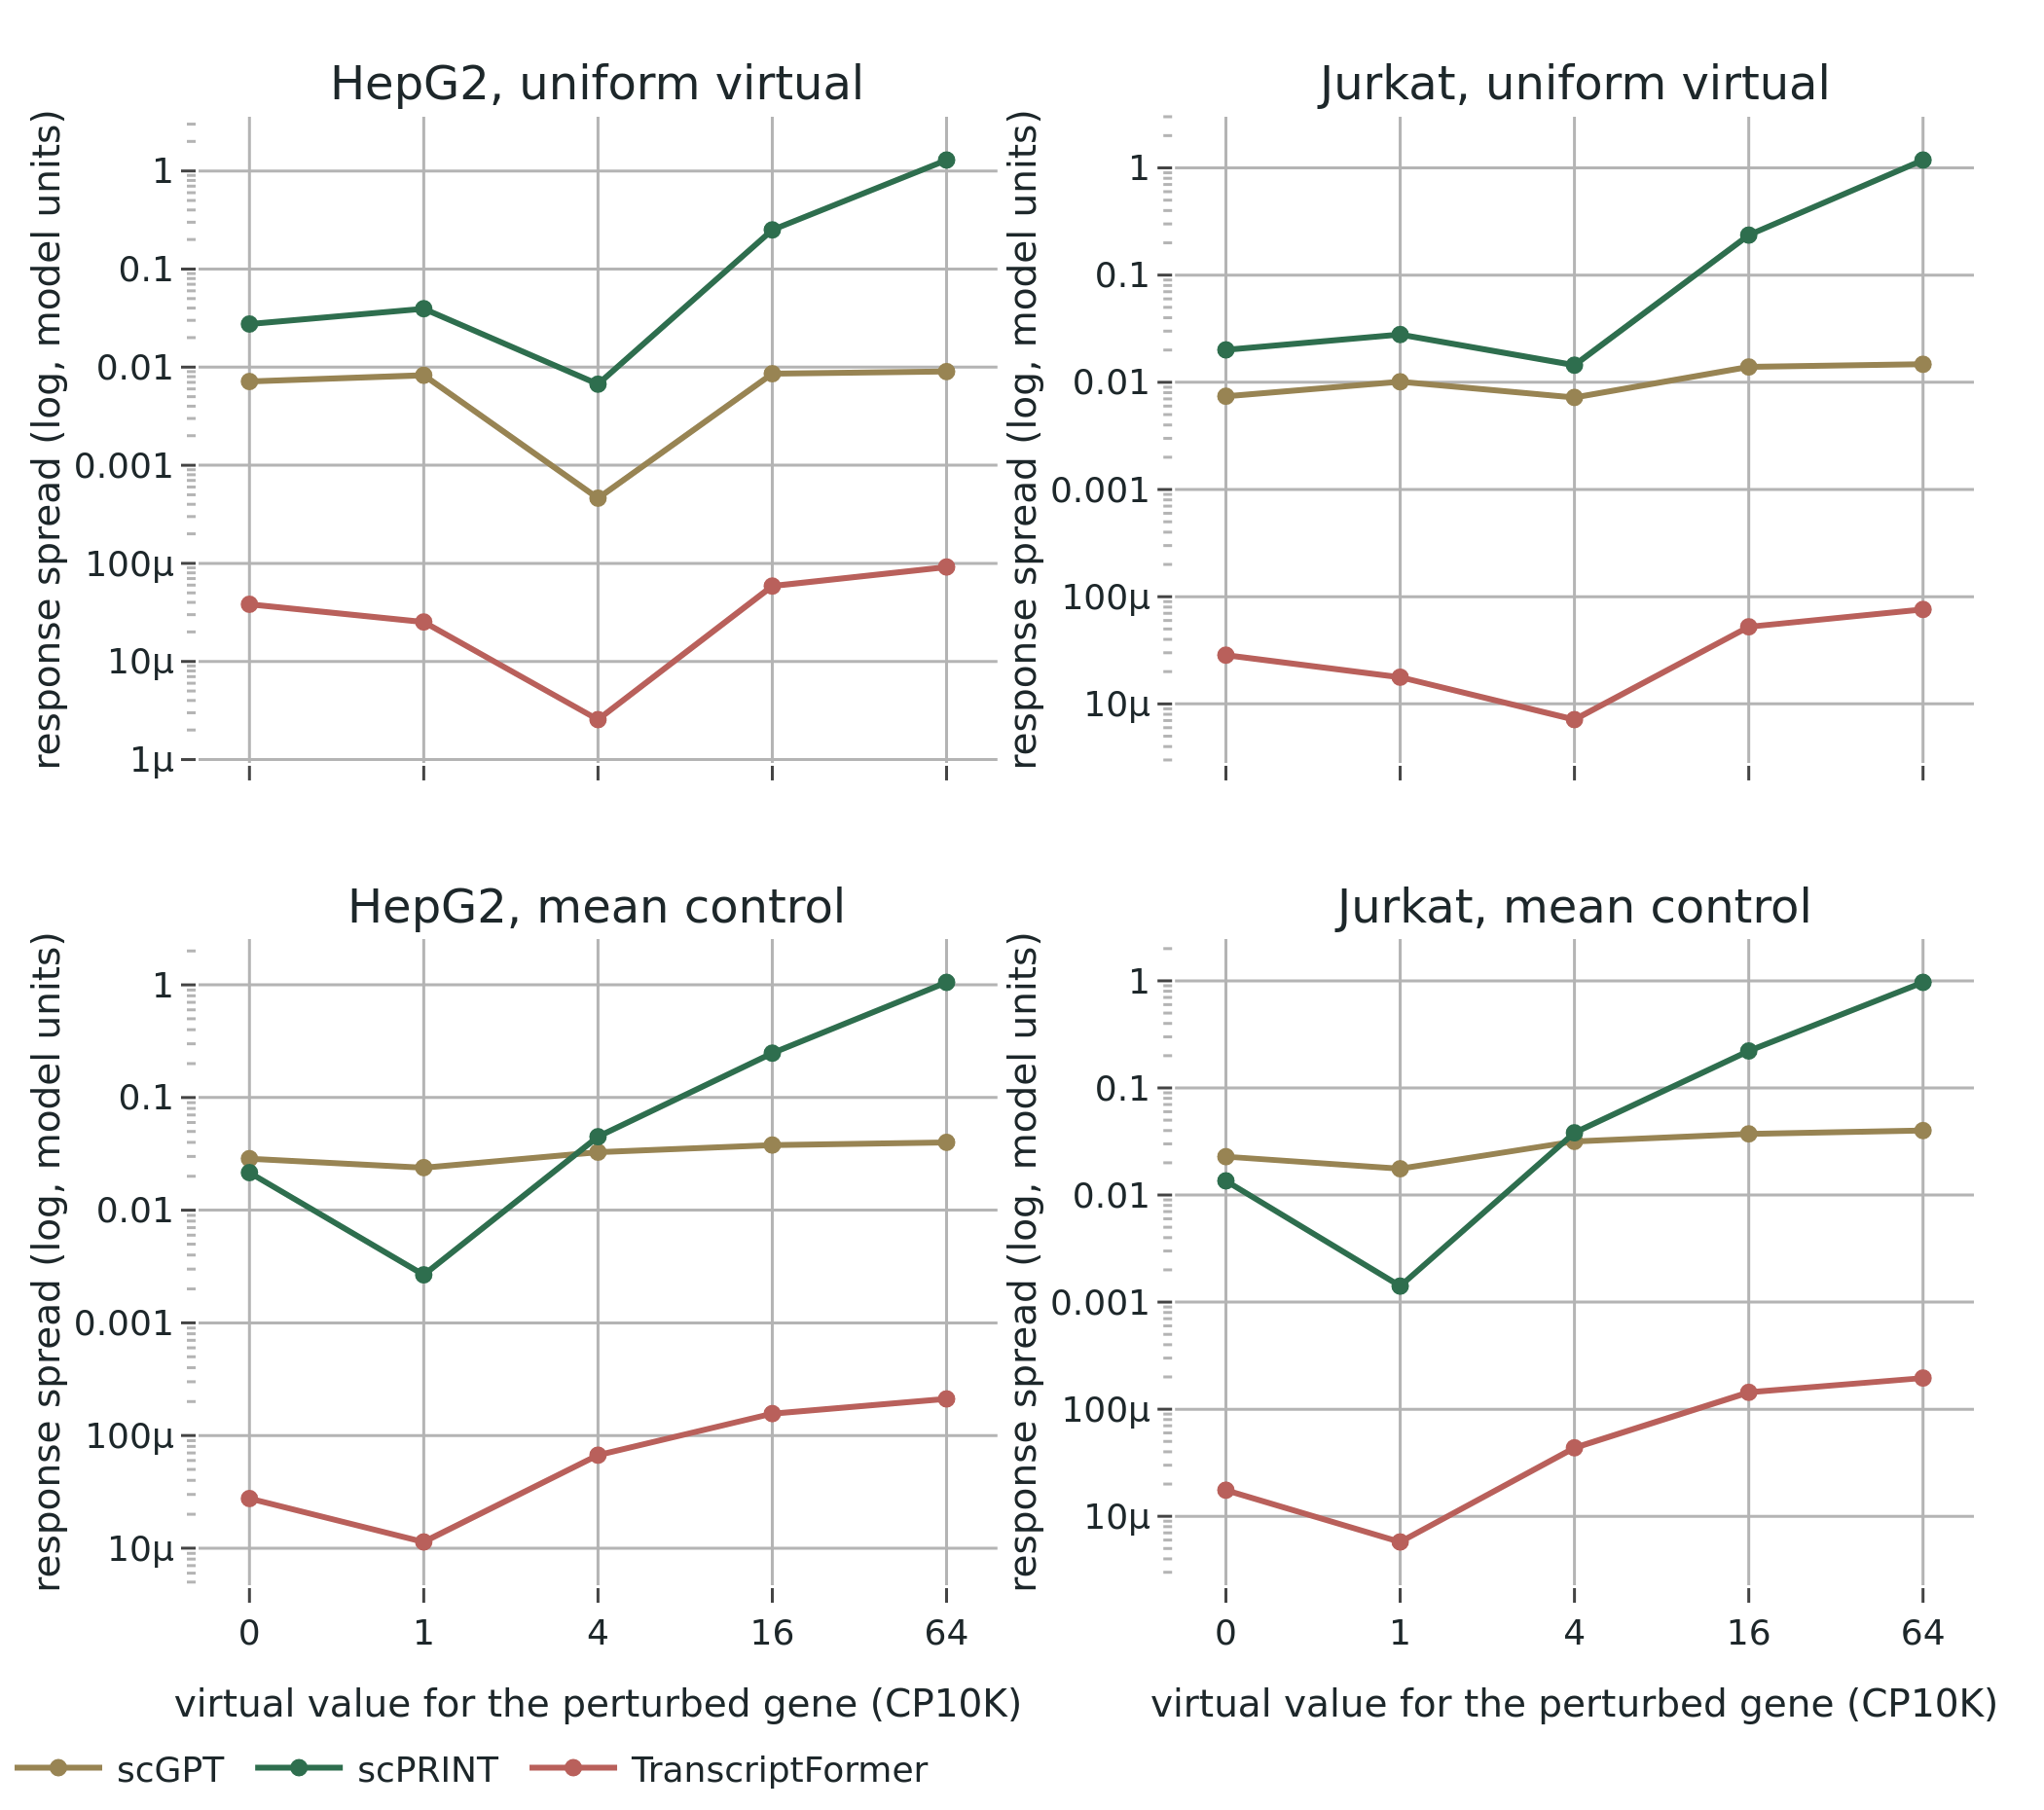 HepG2, uniform virtual
response spread (log, model units)
1
0.1
0.01
0.001
100µ
10µ
1µ
Jurkat, uniform virtual
response spread (log, model units)
1
0.1
0.01
0.001
100µ
10µ
HepG2, mean control
response spread (log, model units)
1
0.1
0.01
0.001
100µ
10µ
0 1 4 16 64
virtual value for the perturbed gene (CP10K)
Jurkat, mean control
response spread (log, model units)
1
0.1
0.01
0.001
100µ
10µ
0 1 4 16 64
virtual value for the perturbed gene (CP10K)
scGPT scPRINT TranscriptFormer